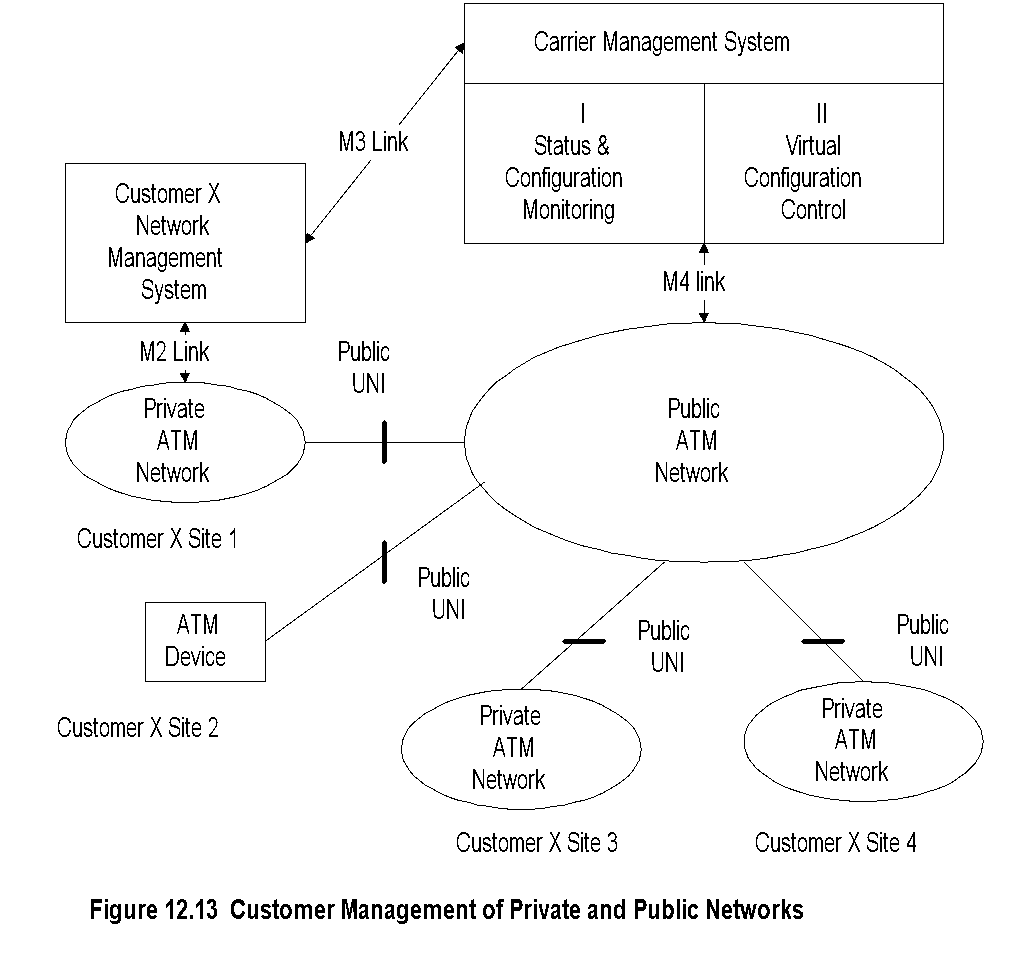 Carrier Management System
I
Status &
Configuration
Monitoring
II
Virtual
Configuration
Control
M3 Link
Customer X
Network
Management
System
M4 link
M2 Link
Public
UNI
Private
ATM
Network
Public
ATM
Network
Customer X Site 1
Public
UNI
ATM
Device
Customer X Site 2
Public
UNI
Public
UNI
Private
ATM
Network
Private
ATM
Network
Customer X Site 3
Customer X Site 4
Figure 12.13 Customer Management of Private and Public Networks